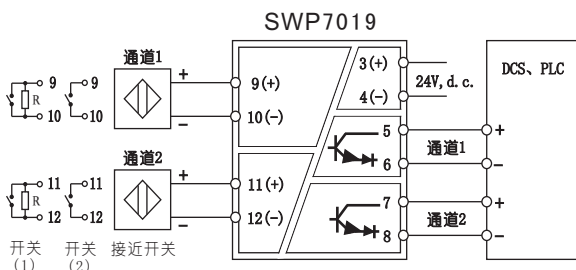 SWP7019
通道1
9
R
10
9
10
+
−
9(+)
10(−)
3(+)
4(−)
24V,d.c.
DCS、PLC
5
6
通道1
+
−
通道2
11
R
12
11
12
+
−
11(+)
12(−)
7
8
通道2
+
−
开关
(1)
开关
(2)
接近开关